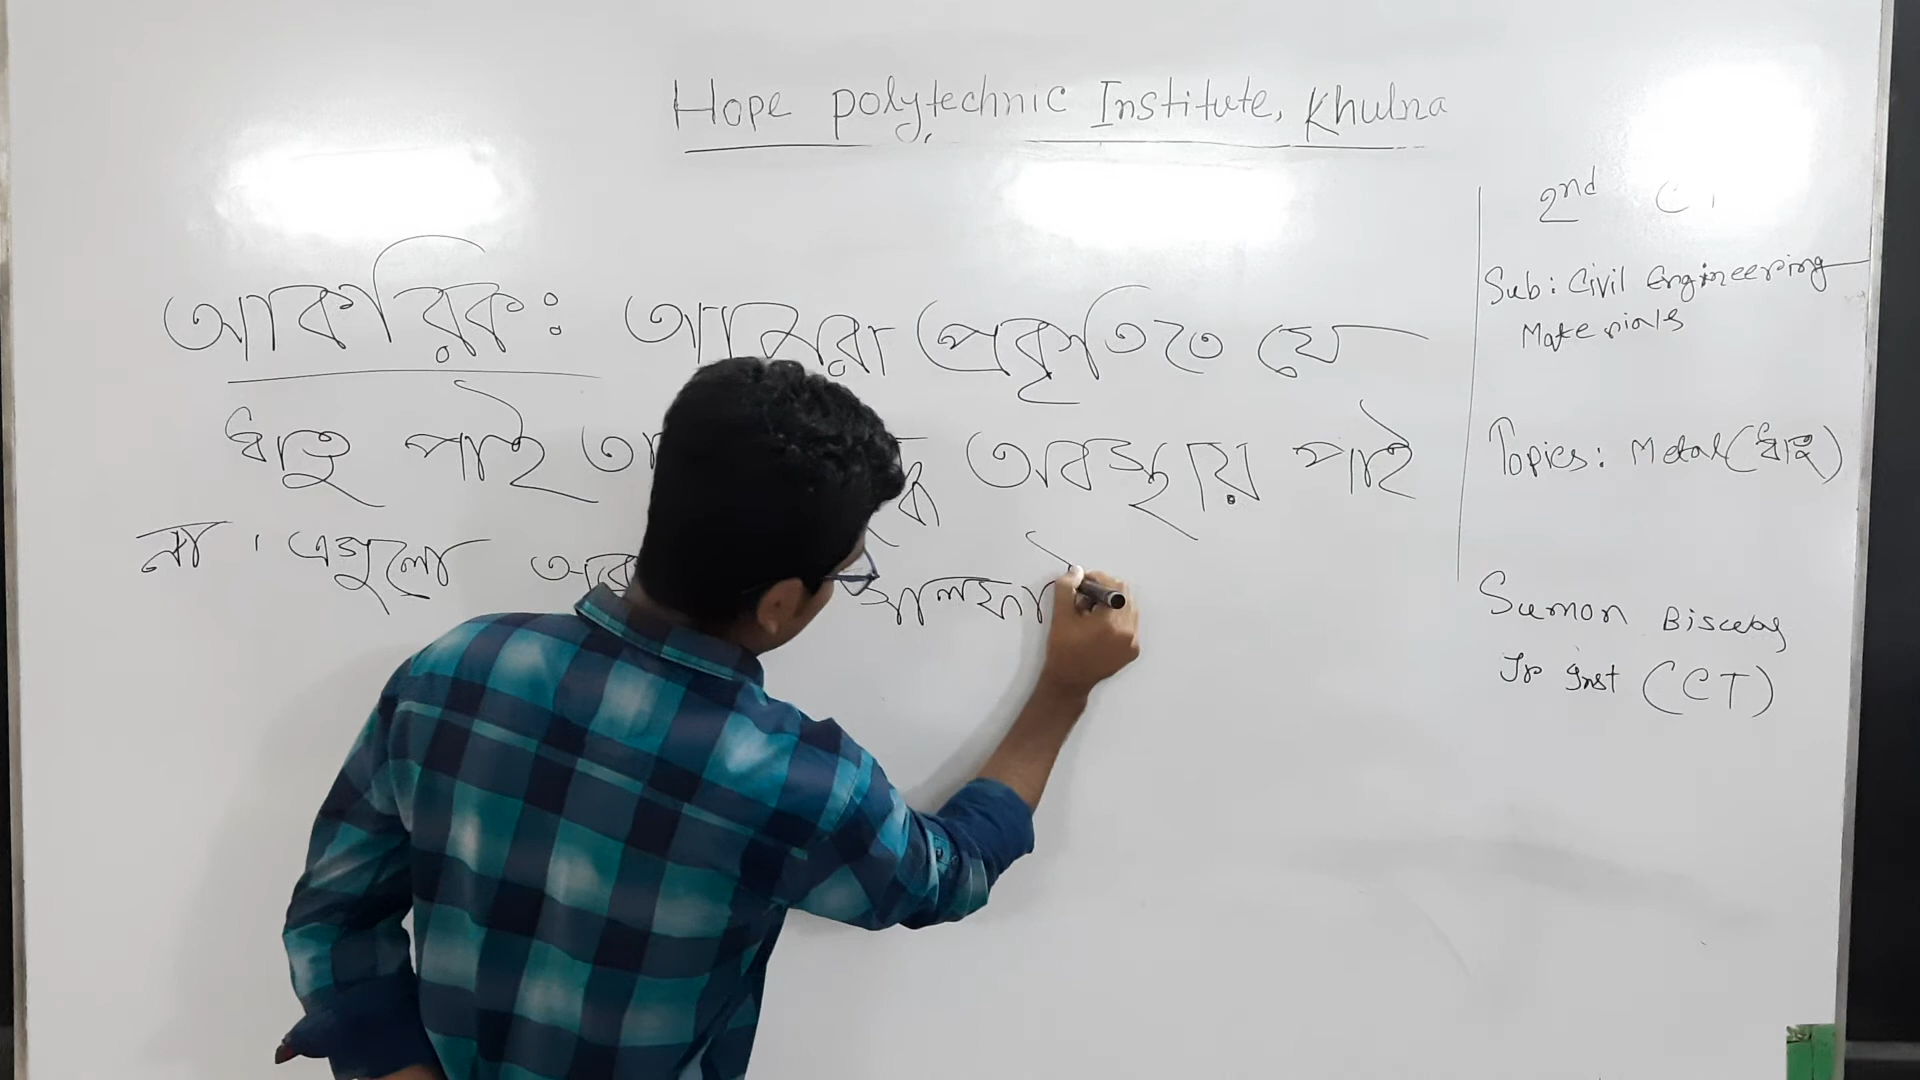 Hope polytechnic Institute, Khulna
আকরিক: আমরা প্রকৃতিতে যে
ধাতু পাই অবস্থায় পাই
না। এগুলো সালফা
2nd
Sub: Civil Engineering
Materials
Topics: Metal (ধাতু)
Sumon Biswas
Jr Inst (CT)